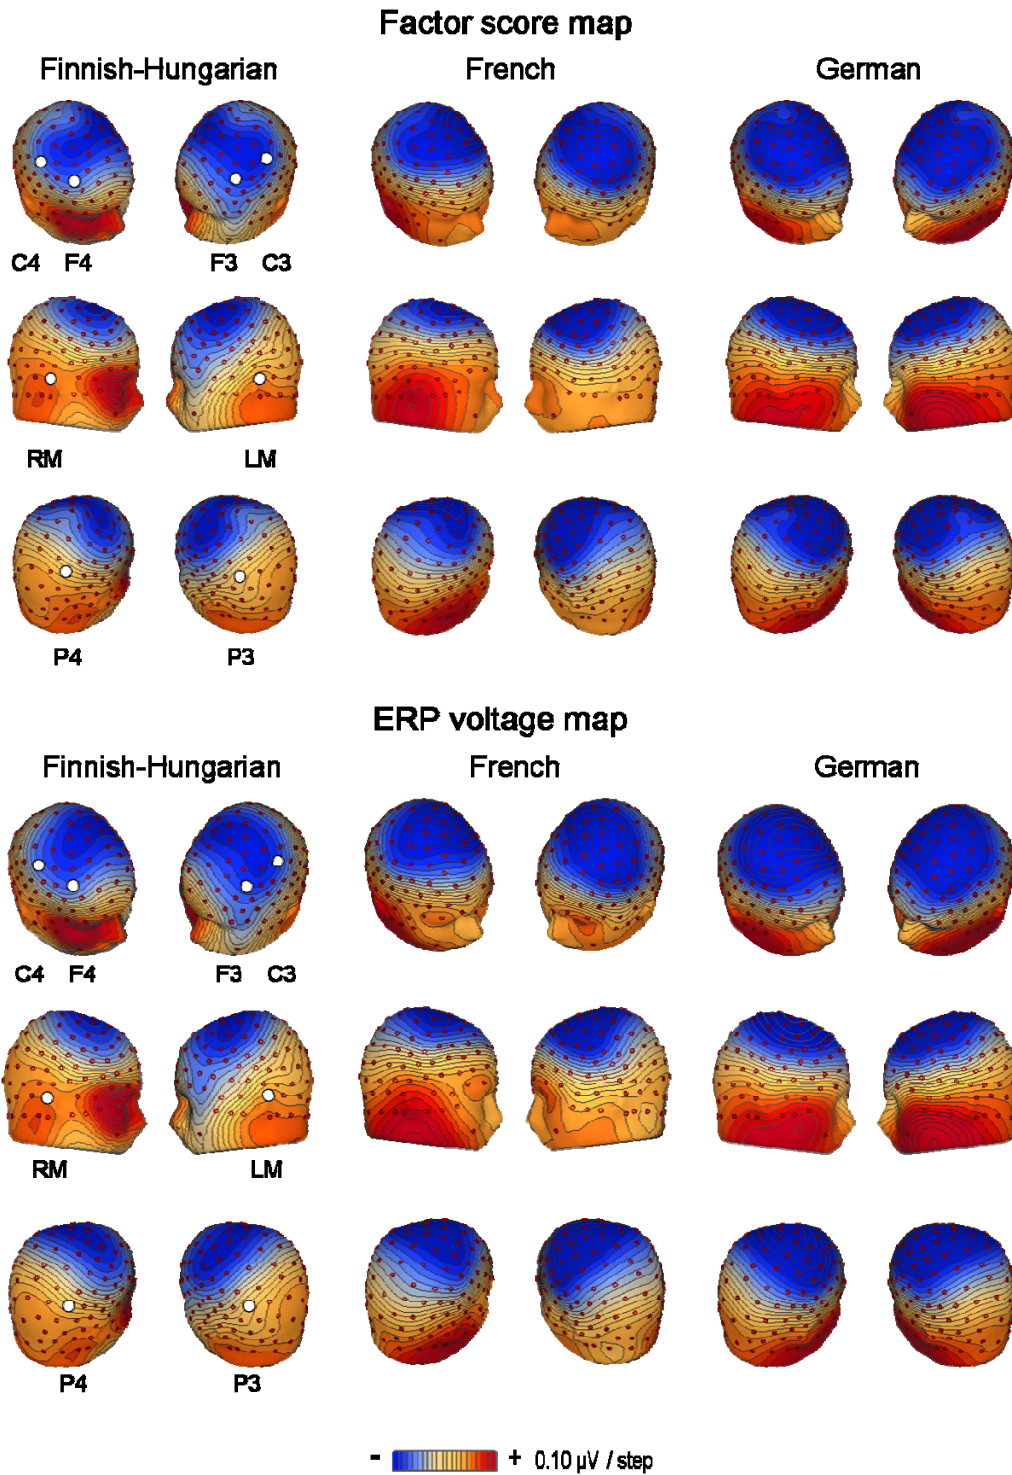 Factor score map
Finnish-Hungarian French German
C4 F4 F3 C3
RM LM
P4 P3
ERP voltage map
Finnish-Hungarian French German
C4 F4 F3 C3
RM LM
P4 P3
- + 0.10 µV / step